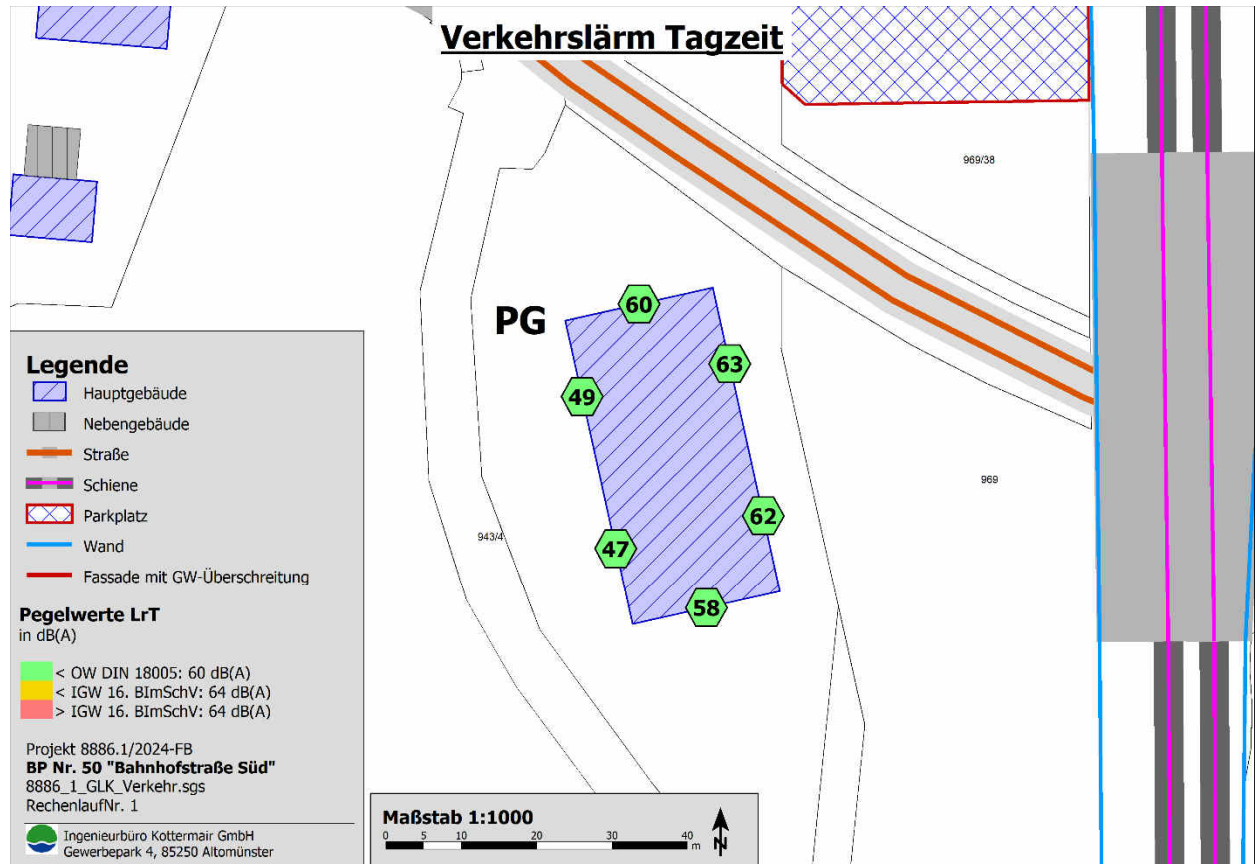 Verkehrslärm Tagzeit
969/38
PG
60
63
49
62
47
58
969
943/4
Legende
Hauptgebäude
Nebengebäude
Straße
Schiene
Parkplatz
Wand
Fassade mit GW-Überschreitung
Pegelwerte LrT
in dB(A)
< OW DIN 18005: 60 dB(A)
< IGW 16. BImSchV: 64 dB(A)
> IGW 16. BImSchV: 64 dB(A)
Projekt 8886.1/2024-FB
BP Nr. 50 "Bahnhofstraße Süd"
8886_1_GLK_Verkehr.sgs
RechenlaufNr. 1
Ingenieurbüro Kottermair GmbH
Gewerbepark 4, 85250 Altomünster
Maßstab 1:1000
0 5 10 20 30 40
m
N